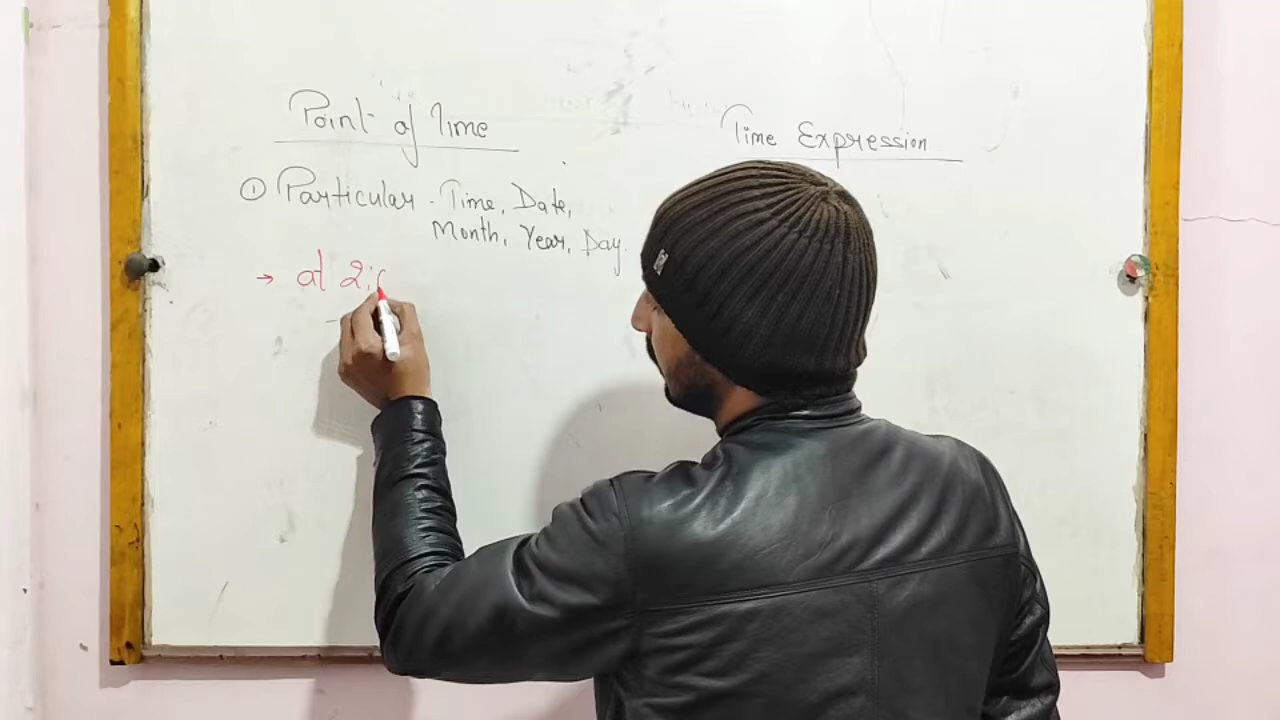 Point of Time
Time Expression
① Particular - Time, Date,
Month, Year, Day.
→ at 2: